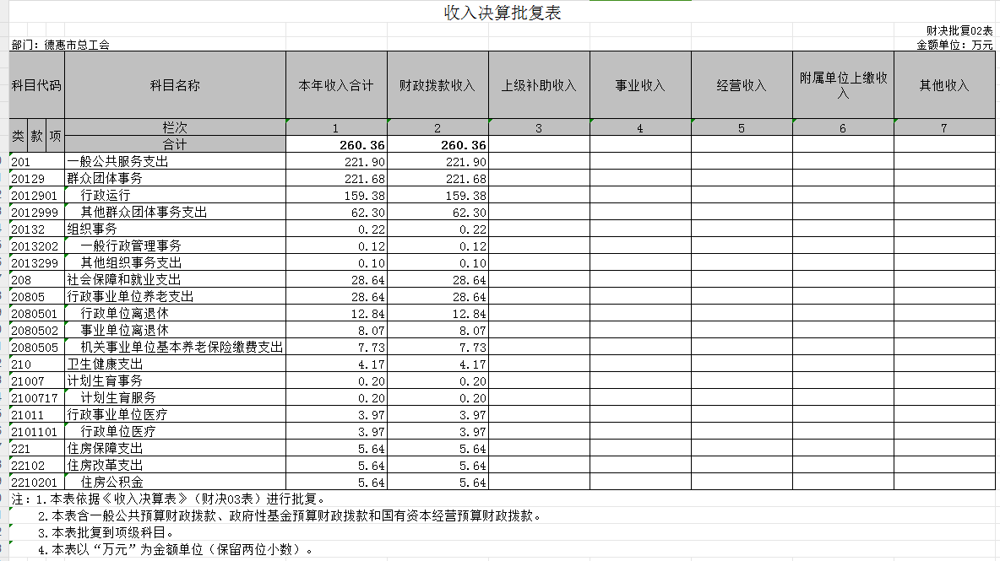 收入决算批复表
财决批复02表
部门：德惠市总工会 金额单位：万元
科目代码 科目名称 本年收入合计 财政拨款收入 上级补助收入 事业收入 经营收入 附属单位上缴收入 其他收入
类 款 项 栏次 1 2 3 4 5 6 7
合计 260.36 260.36
201 一般公共服务支出 221.90 221.90
20129 群众团体事务 221.68 221.68
2012901 行政运行 159.38 159.38
2012999 其他群众团体事务支出 62.30 62.30
20132 组织事务 0.22 0.22
2013202 一般行政管理事务 0.12 0.12
2013299 其他组织事务支出 0.10 0.10
208 社会保障和就业支出 28.64 28.64
20805 行政事业单位养老支出 28.64 28.64
2080501 行政单位离退休 12.84 12.84
2080502 事业单位离退休 8.07 8.07
2080505 机关事业单位基本养老保险缴费支出 7.73 7.73
210 卫生健康支出 4.17 4.17
21007 计划生育事务 0.20 0.20
2100717 计划生育服务 0.20 0.20
21011 行政事业单位医疗 3.97 3.97
2101101 行政单位医疗 3.97 3.97
221 住房保障支出 5.64 5.64
22102 住房改革支出 5.64 5.64
2210201 住房公积金 5.64 5.64
注：1.本表依据《收入决算表》（财决03表）进行批复。
2.本表含一般公共预算财政拨款、政府性基金预算财政拨款和国有资本经营预算财政拨款。
3.本表批复到项级科目。
4.本表以“万元”为金额单位（保留两位小数）。